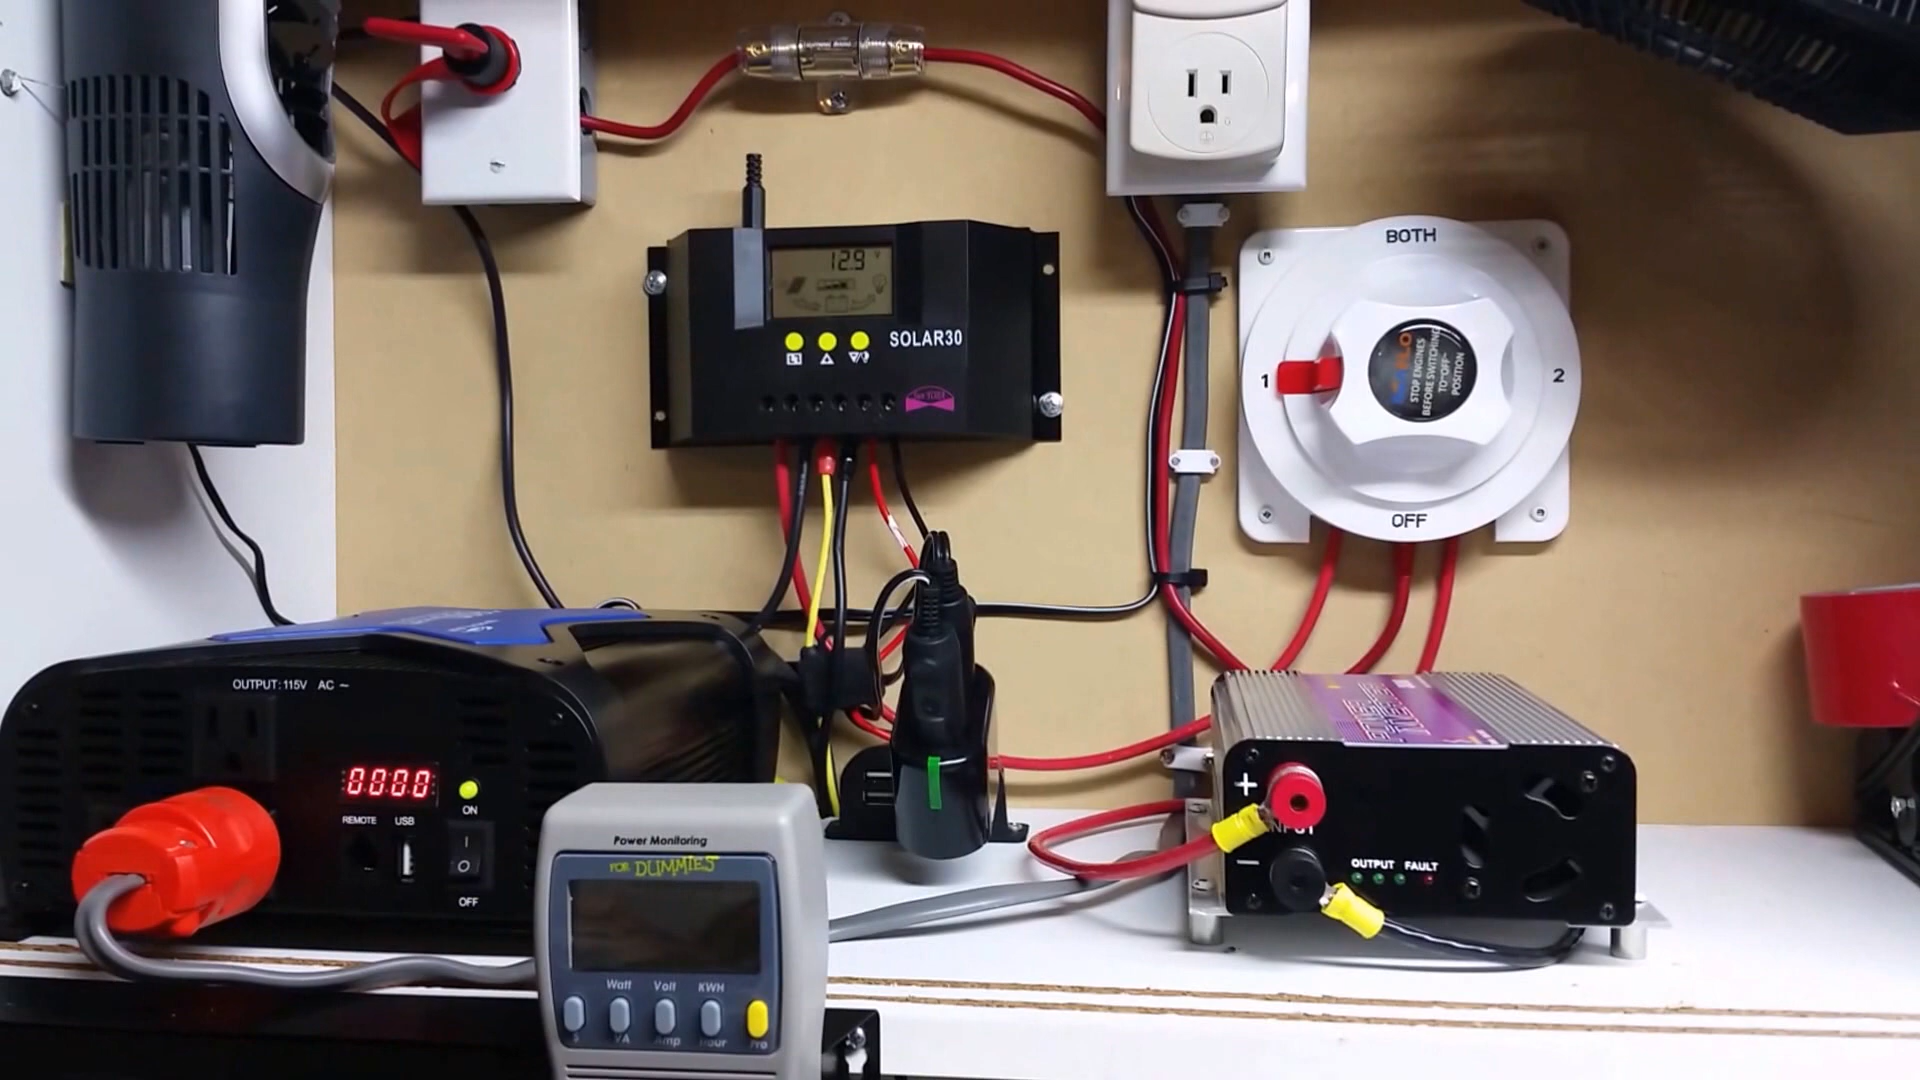 BOTH
1
2
OFF
STOP ENGINES
BEFORE SWITCHING
TO "OFF"
POSITION
12.9 V
SOLAR30
OUTPUT: 115V AC ~
0000
REMOTE USB
ON
I
O
OFF
Power Monitoring
FOR DUMMIES
Watt Volt KWH
VA Amp Hour
+
INPUT
−
OUTPUT FAULT